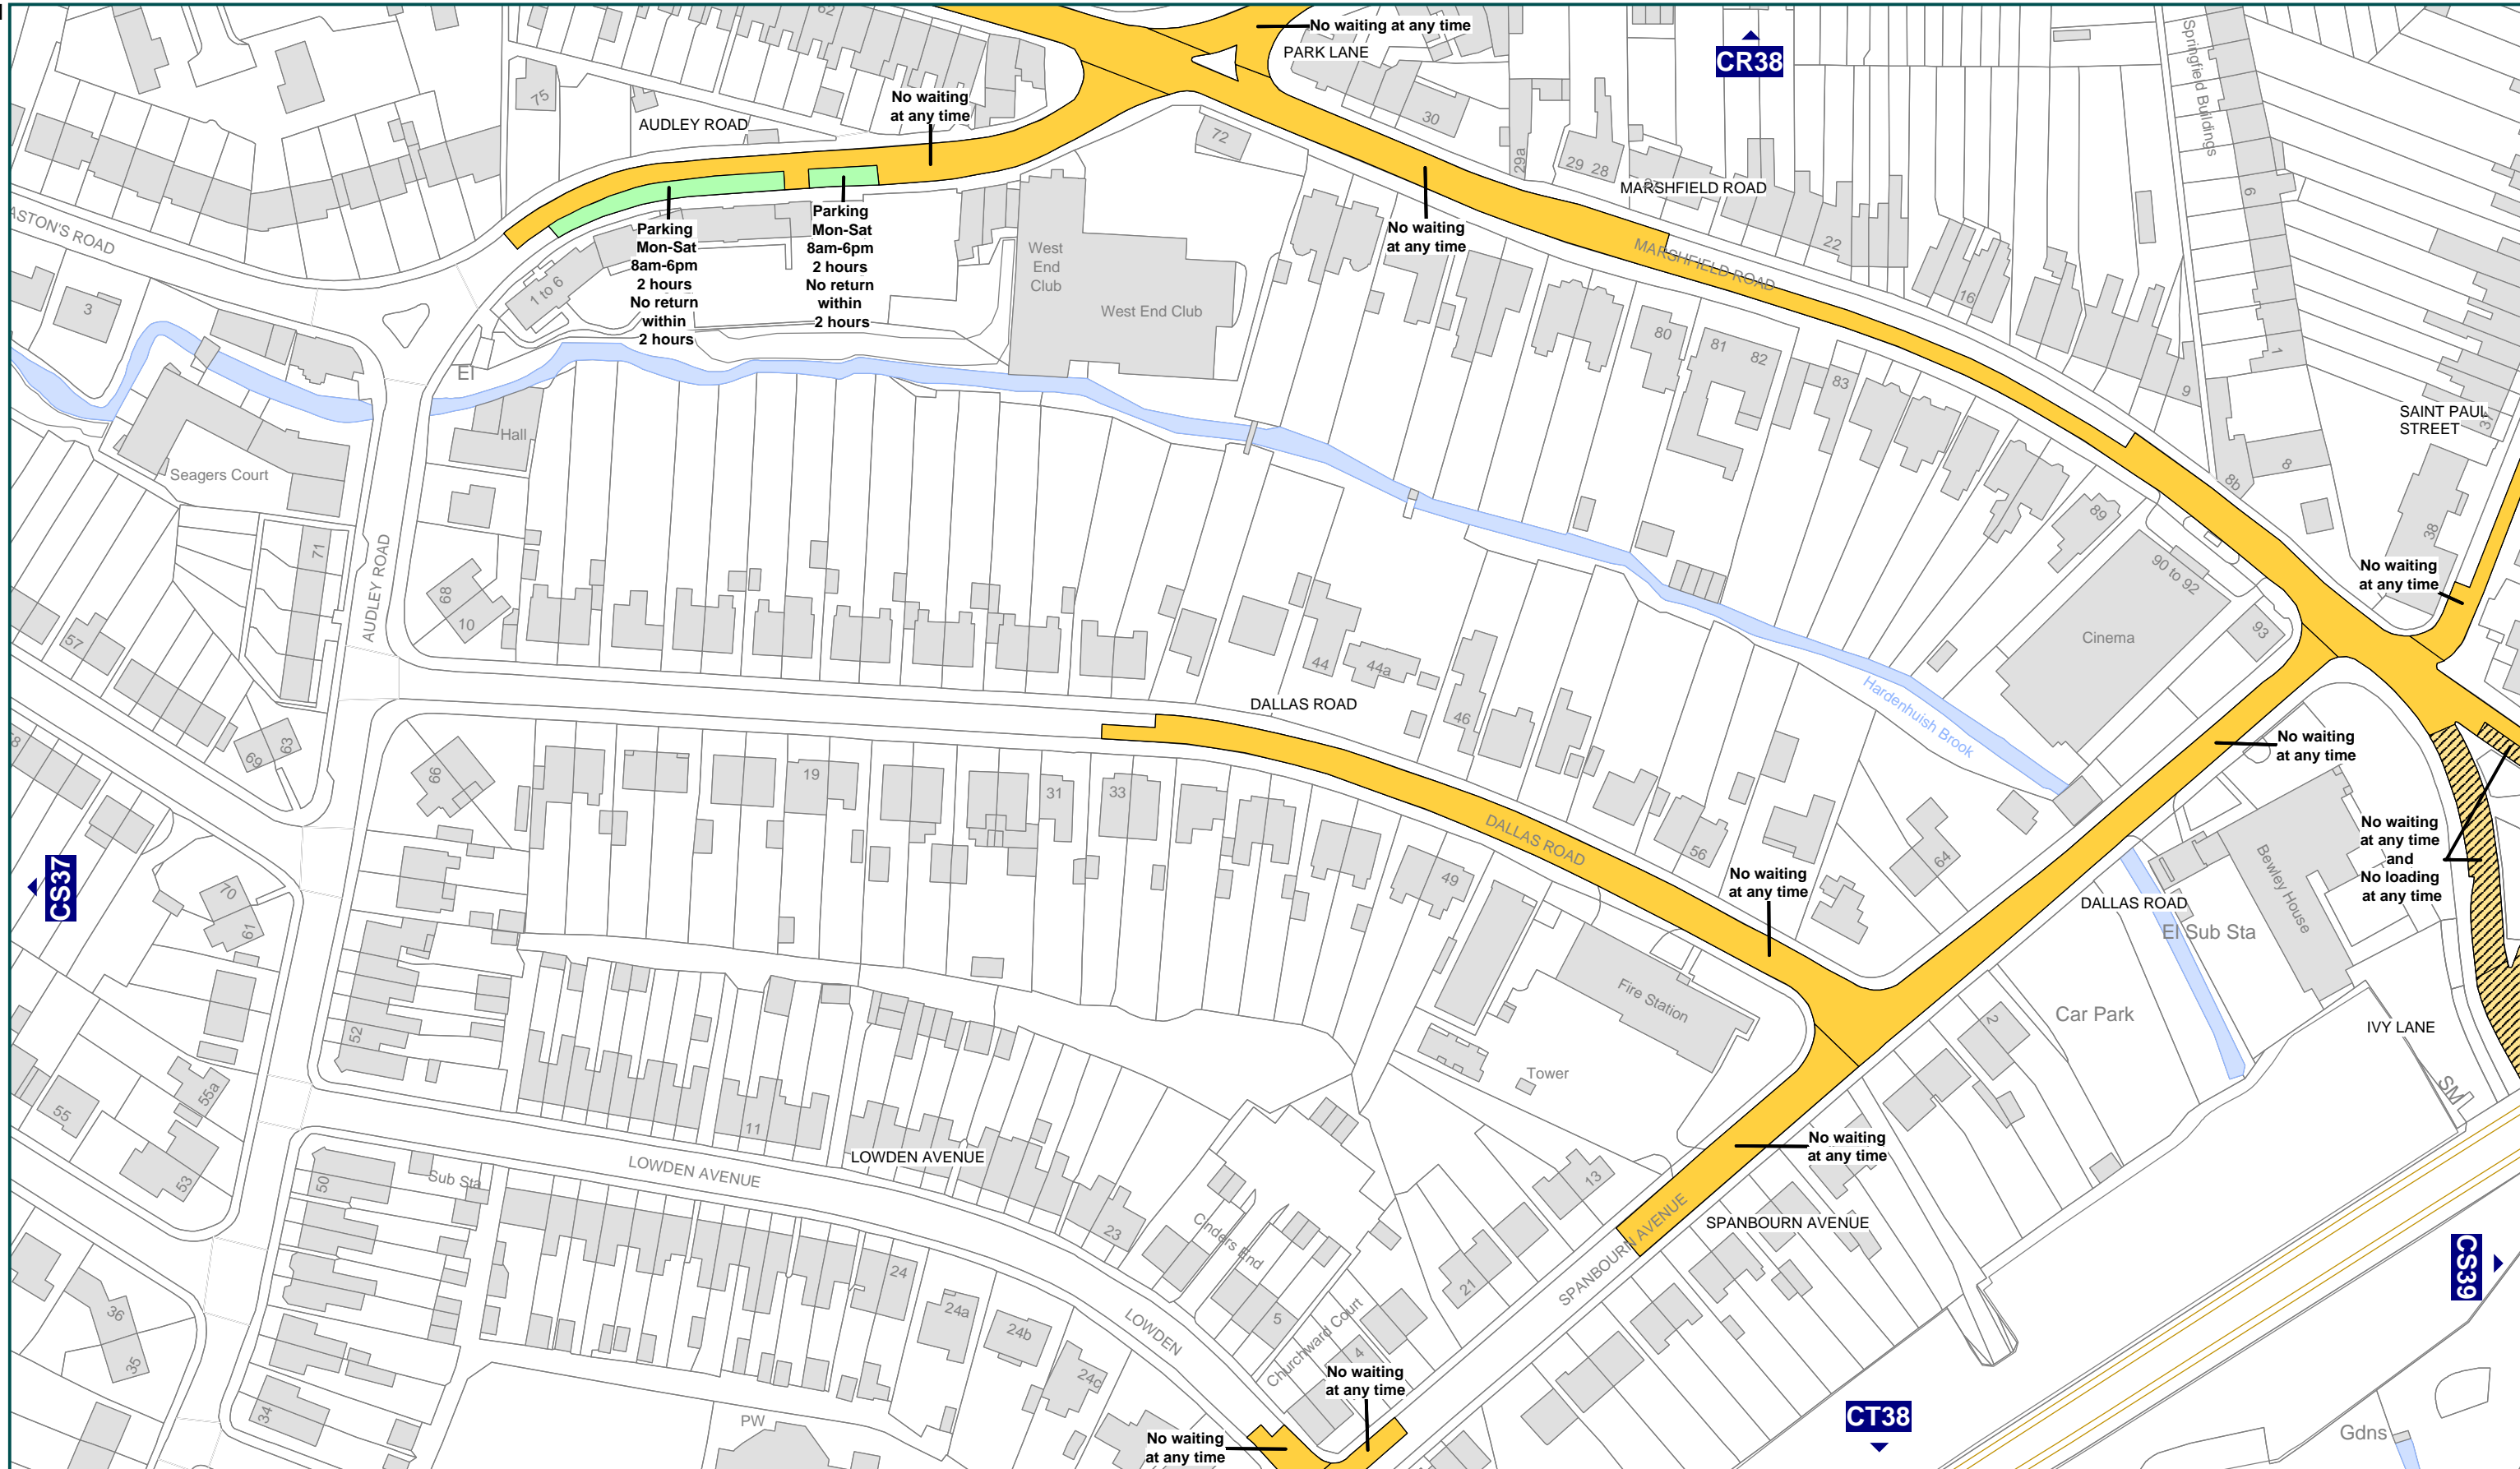 No waiting at any time
PARK LANE
CR38
Springfield Buildings
62
75
AUDLEY ROAD
No waiting
at any time
72
30
29a
29
28
MARSHFIELD ROAD
22
6
ASTON'S ROAD
Parking
Mon-Sat
8am-6pm
2 hours
No return
within
2 hours
Parking
Mon-Sat
8am-6pm
2 hours
No return
within
2 hours
West
End
Club
West End Club
No waiting
at any time
MARSHFIELD ROAD
16
1 to 6
3
El
80
81
82
83
1
9
SAINT PAUL
STREET
Hall
Seagers Court
8
8b
38
89
90 to 92
No waiting
at any time
71
AUDLEY ROAD
68
10
57
44
44a
46
Cinema
93
Hardenhuish Brook
DALLAS ROAD
69
63
66
19
31
33
No waiting
at any time
DALLAS ROAD
56
64
49
No waiting
at any time
and
No loading
at any time
Bewley House
No waiting
at any time
DALLAS ROAD
El Sub Sta
CS37
70
61
Fire Station
2
Car Park
IVY LANE
SM
52
Tower
55
55a
53
11
LOWDEN AVENUE
LOWDEN AVENUE
50
Sub Sta
23
Cinders End
13
No waiting
at any time
SPANBOURN AVENUE
SPANBOURN AVENUE
21
CS39
24
24a
24b
24c
LOWDEN
5
Churchward Court
4
36
35
34
PW
No waiting
at any time
No waiting
at any time
CT38
Gdns